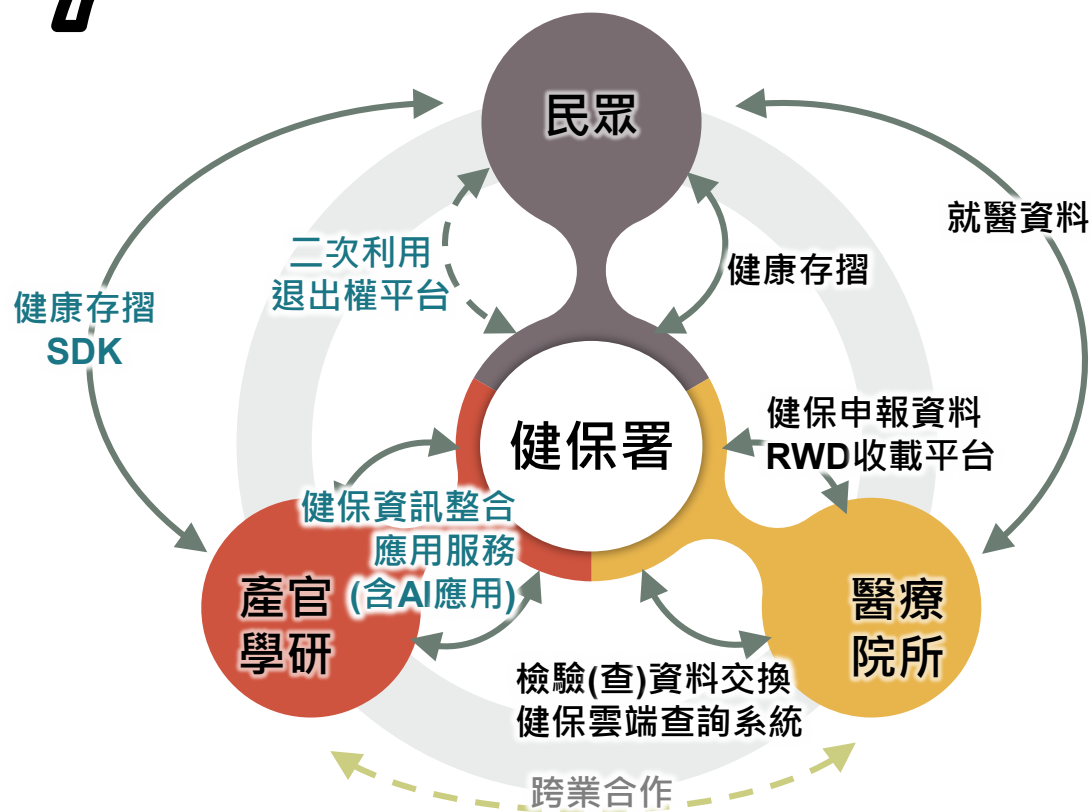 民眾
就醫資料
二次利用
退出權平台
健康存摺
健康存摺
SDK
健保署
健保申報資料
RWD收載平台
健保資訊整合
應用服務
(含AI應用)
產官
學研
醫療
院所
檢驗(查)資料交換
健保雲端查詢系統
跨業合作